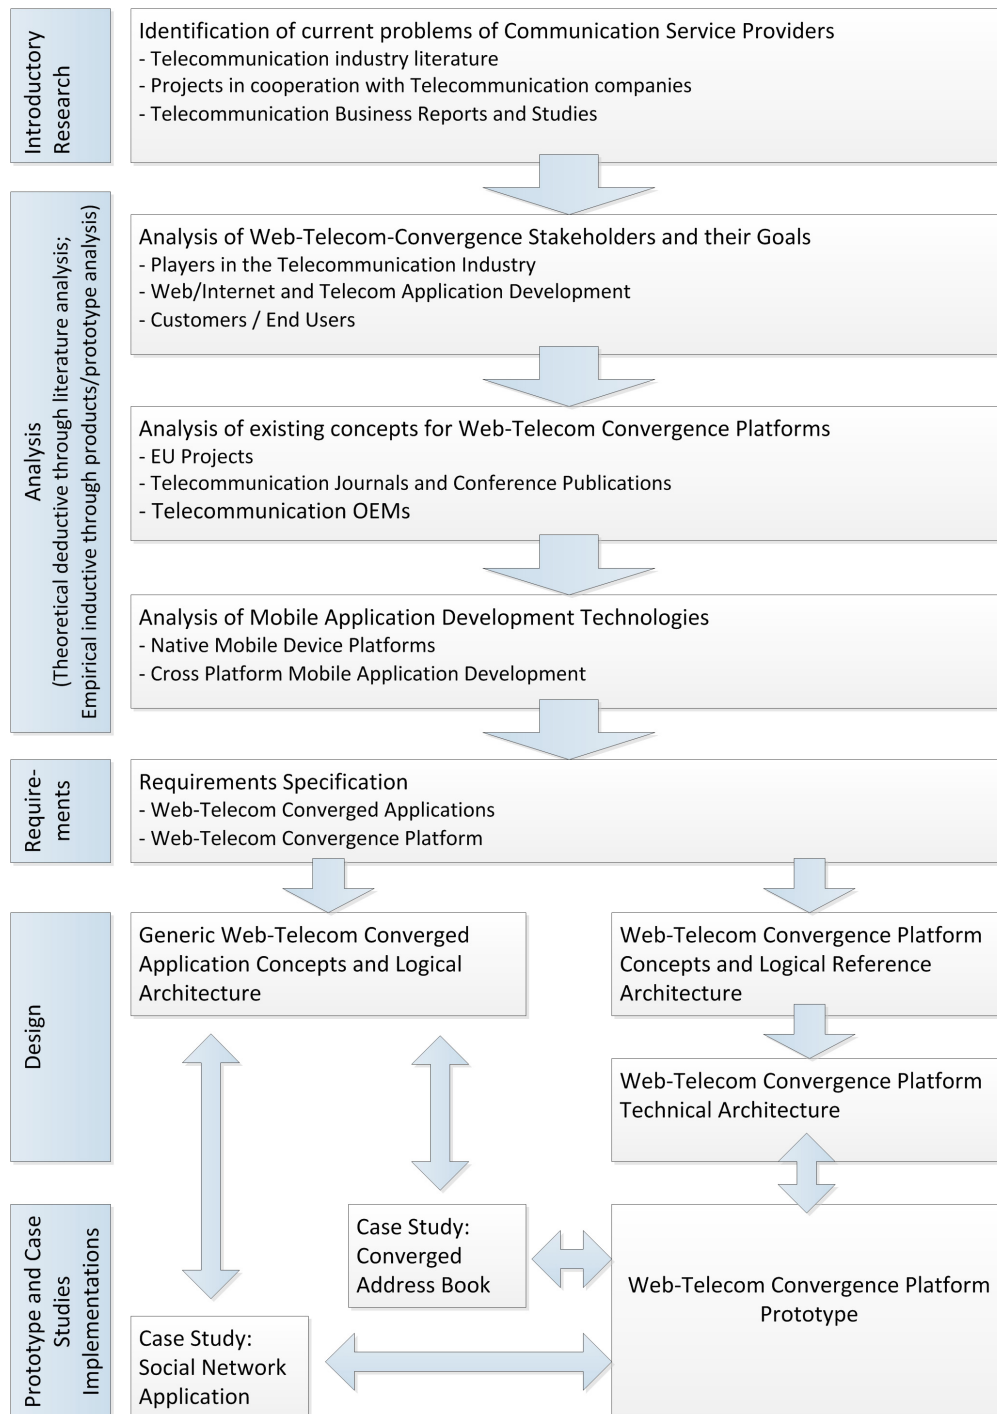 Introductory
Research
Identification of current problems of Communication Service Providers
- Telecommunication industry literature
- Projects in cooperation with Telecommunication companies
- Telecommunication Business Reports and Studies
Analysis
(Theoretical deductive through literature analysis;
Empirical inductive through products/prototype analysis)
Analysis of Web-Telecom-Convergence Stakeholders and their Goals
- Players in the Telecommunication Industry
- Web/Internet and Telecom Application Development
- Customers / End Users
Analysis of existing concepts for Web-Telecom Convergence Platforms
- EU Projects
- Telecommunication Journals and Conference Publications
- Telecommunication OEMs
Analysis of Mobile Application Development Technologies
- Native Mobile Device Platforms
- Cross Platform Mobile Application Development
Require-
ments
Requirements Specification
- Web-Telecom Converged Applications
- Web-Telecom Convergence Platform
Design
Generic Web-Telecom Converged
Application Concepts and Logical
Architecture
Web-Telecom Convergence Platform
Concepts and Logical Reference
Architecture
Web-Telecom Convergence Platform
Technical Architecture
Prototype and Case
Studies
Implementations
Case Study:
Converged
Address Book
Web-Telecom Convergence Platform
Prototype
Case Study:
Social Network
Application